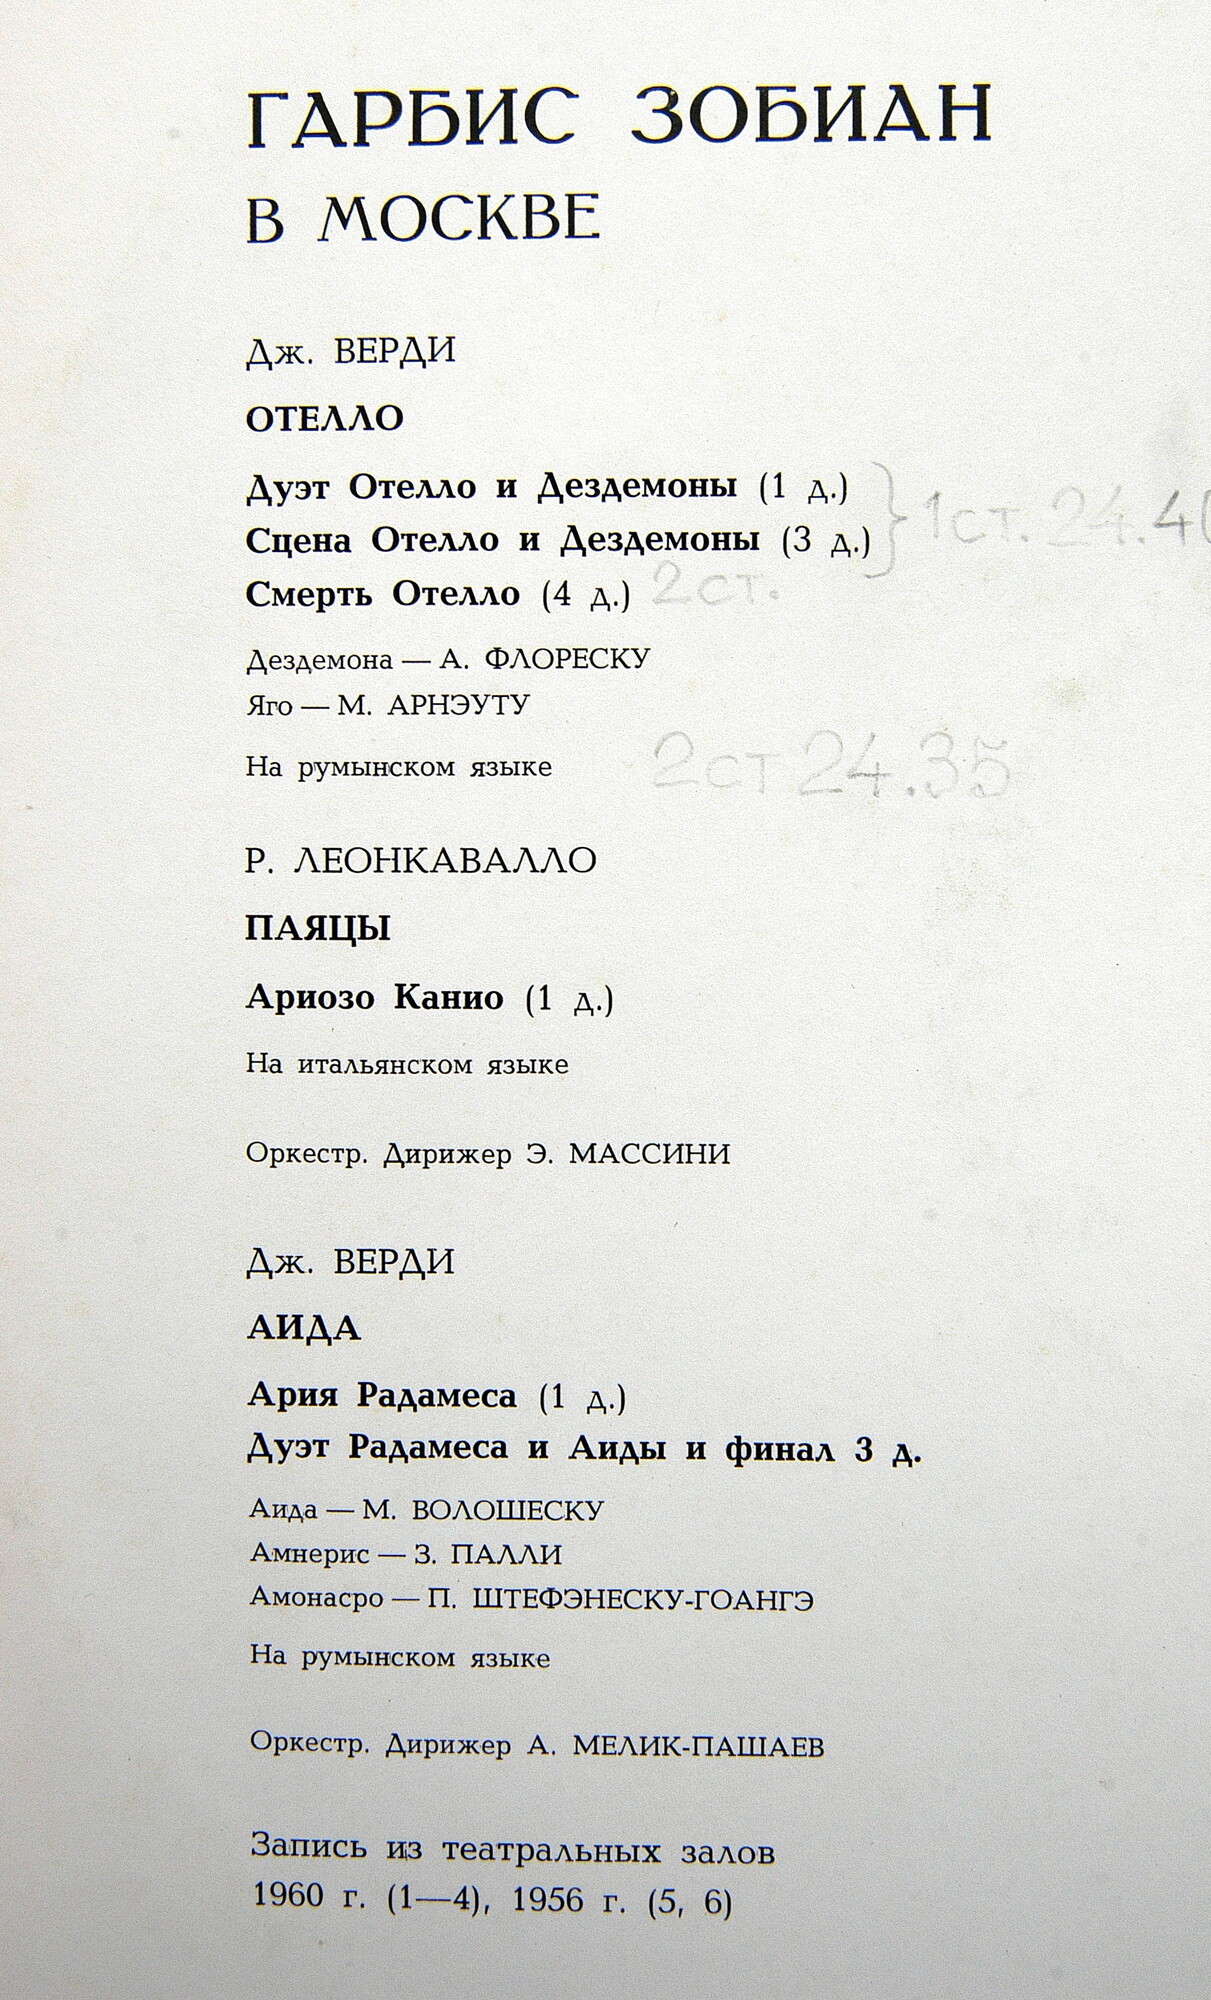 ГАРБИС ЗОБИАН
В МОСКВЕ
Дж. ВЕРДИ
ОТЕЛЛО
Дуэт Отелло и Дездемоны (1 д.)
Сцена Отелло и Дездемоны (3 д.)
} 1ст. 24.40
Смерть Отелло (4 д.) 2ст.
Дездемона — А. ФЛОРЕСКУ
Яго — М. АРНЭУТУ
На румынском языке 2ст 24.35
Р. ЛЕОНКАВАЛЛО
ПАЯЦЫ
Ариозо Канио (1 д.)
На итальянском языке
Оркестр. Дирижер Э. МАССИНИ
Дж. ВЕРДИ
АИДА
Ария Радамеса (1 д.)
Дуэт Радамеса и Аиды и финал 3 д.
Аида — М. ВОЛОШЕСКУ
Амнерис — З. ПАЛЛИ
Амонасро — П. ШТЕФЭНЕСКУ-ГОАНГЭ
На румынском языке
Оркестр. Дирижер А. МЕЛИК-ПАШАЕВ
Запись из театральных залов
1960 г. (1—4), 1956 г. (5, 6)